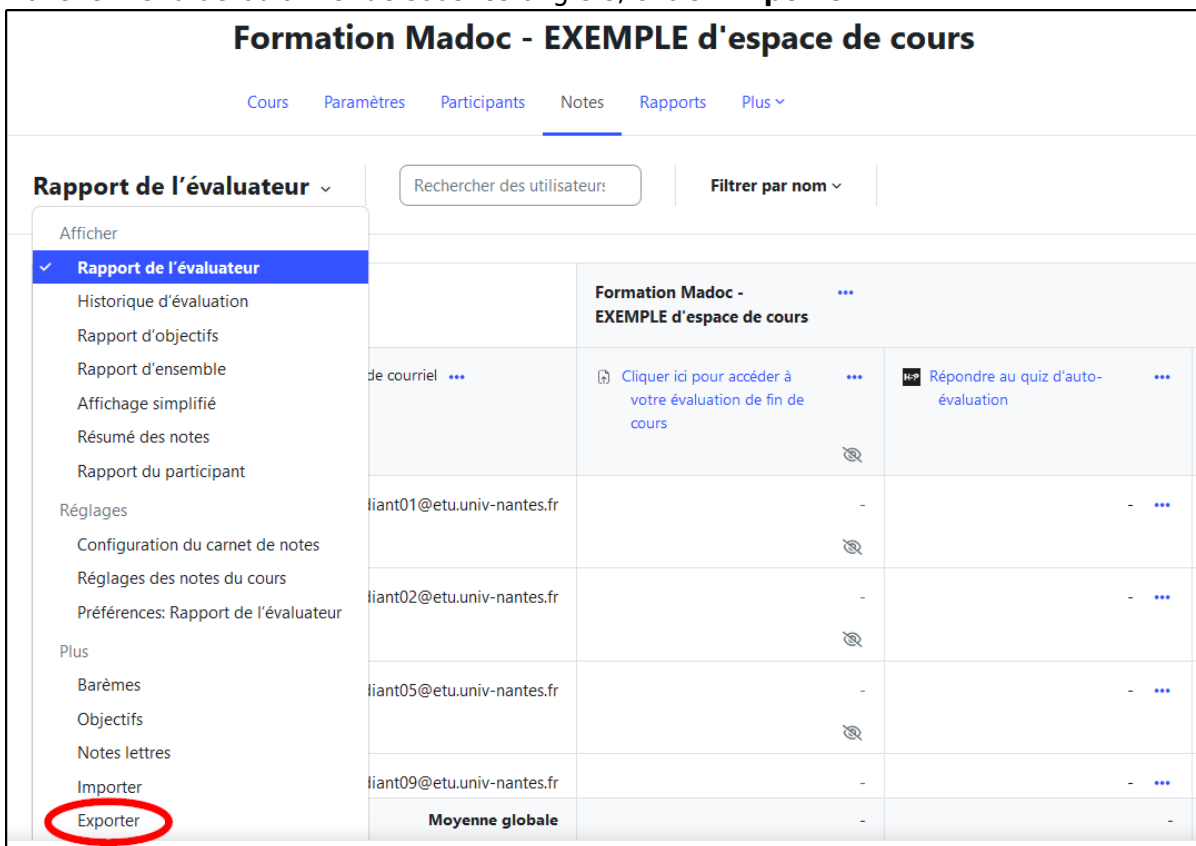 Formation Madoc - EXEMPLE d'espace de cours
Cours Paramètres Participants Notes Rapports Plus
Rapport de l'évaluateur
Rechercher des utilisateurs
Filtrer par nom
Afficher
Rapport de l'évaluateur
Historique d'évaluation
Rapport d'objectifs
Rapport d'ensemble
Affichage simplifié
Résumé des notes
Rapport du participant
Réglages
Configuration du carnet de notes
Réglages des notes du cours
Préférences: Rapport de l'évaluateur
Plus
Barèmes
Objectifs
Notes lettres
Importer
Exporter
Formation Madoc -
EXEMPLE d'espace de cours
de courriel
Cliquer ici pour accéder à
votre évaluation de fin de
cours
H-P Répondre au quiz d'auto-
évaluation
diant01@etu.univ-nantes.fr - -
diant02@etu.univ-nantes.fr - -
diant05@etu.univ-nantes.fr - -
diant09@etu.univ-nantes.fr - -
Moyenne globale - -